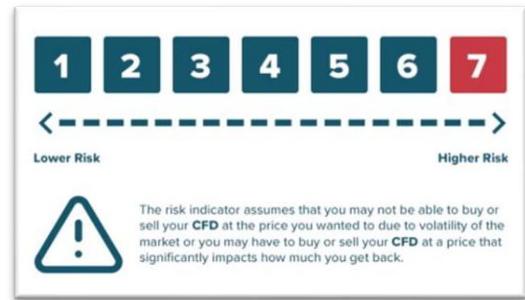 1 2 3 4 5 6 7
Lower Risk Higher Risk
The risk indicator assumes that you may not be able to buy or
sell your CFD at the price you wanted to due to volatility of the
market or you may have to buy or sell your CFD at a price that
significantly impacts how much you get back.